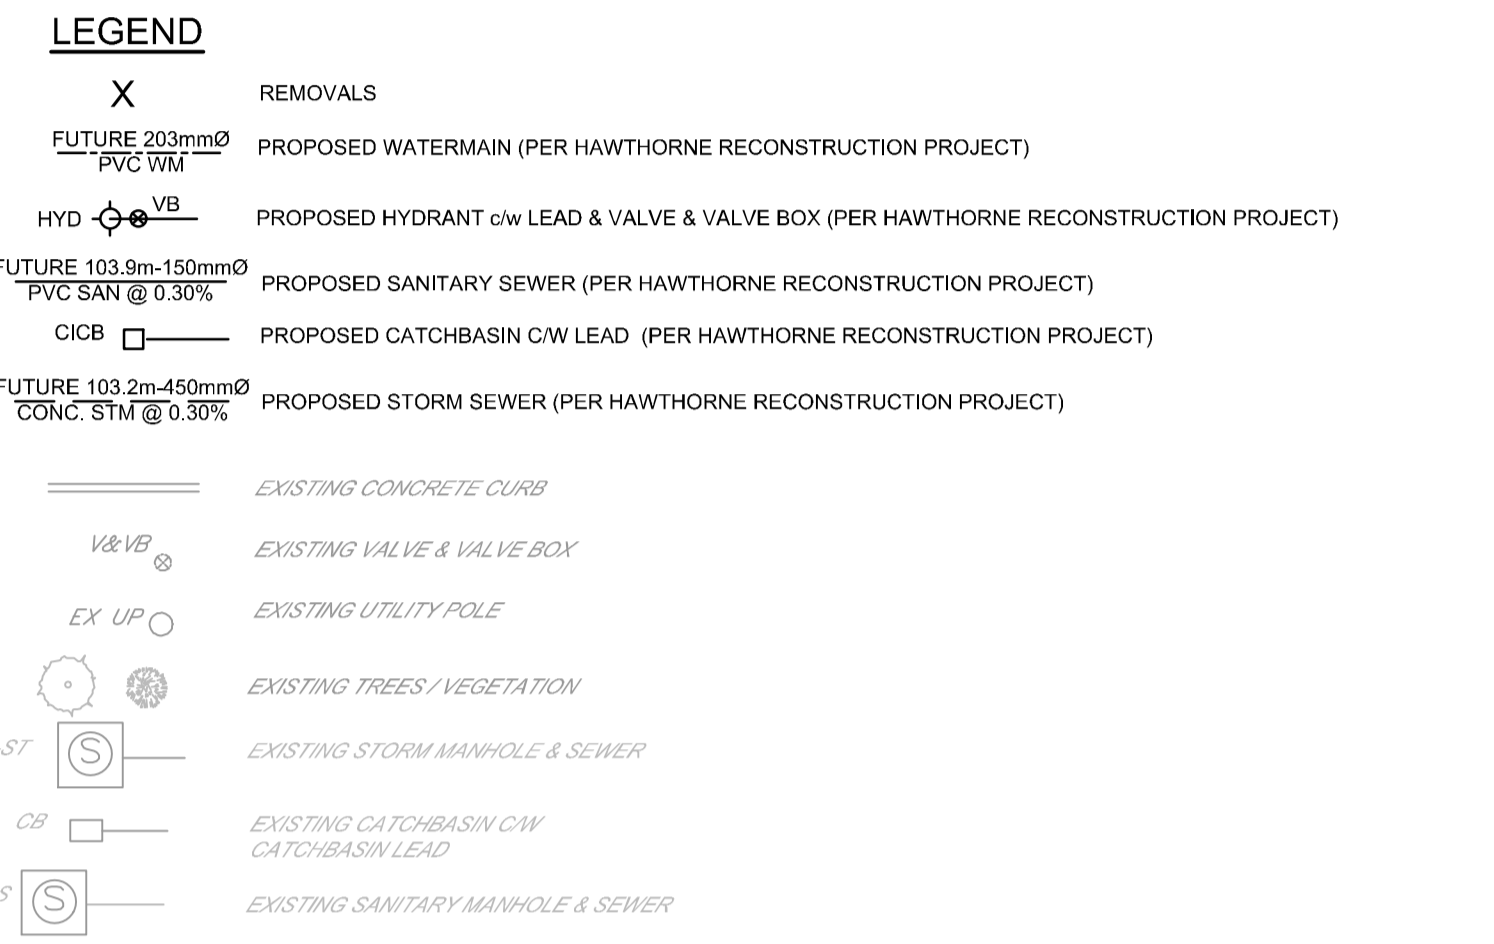 LEGEND
X REMOVALS
FUTURE 203mmØ
PVC WM
PROPOSED WATERMAIN (PER HAWTHORNE RECONSTRUCTION PROJECT)
HYD VB PROPOSED HYDRANT c/w LEAD & VALVE & VALVE BOX (PER HAWTHORNE RECONSTRUCTION PROJECT)
103.9m-150mmØ
PVC SAN @ 0.30%
PROPOSED SANITARY SEWER (PER HAWTHORNE RECONSTRUCTION PROJECT)
CICB PROPOSED CATCHBASIN C/W LEAD (PER HAWTHORNE RECONSTRUCTION PROJECT)
103.2m-450mmØ
CONC. STM @ 0.30%
PROPOSED STORM SEWER (PER HAWTHORNE RECONSTRUCTION PROJECT)
EXISTING CONCRETE CURB
V&VB EXISTING VALVE & VALVE BOX
EX UP EXISTING UTILITY POLE
EXISTING TREES / VEGETATION
ST S EXISTING STORM MANHOLE & SEWER
CB EXISTING CATCHBASIN C/W
CATCHBASIN LEAD
S S EXISTING SANITARY MANHOLE & SEWER